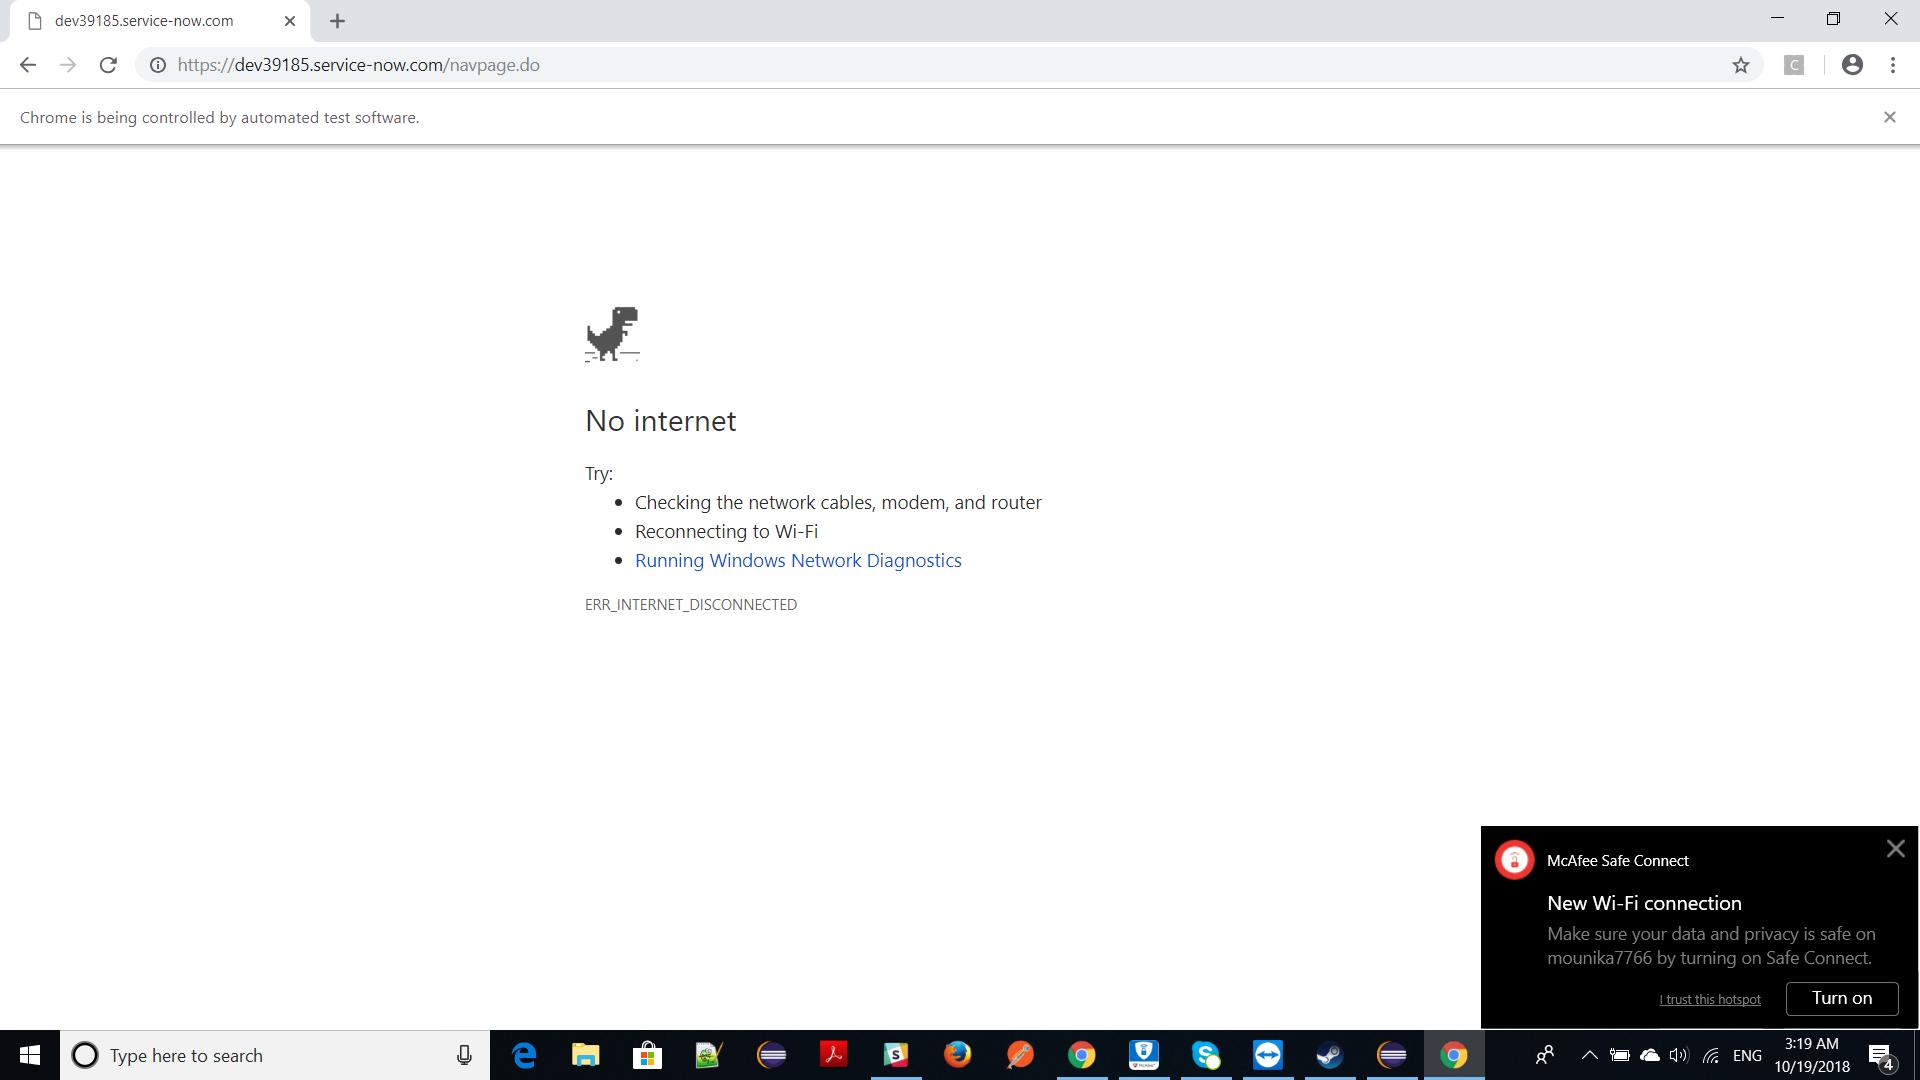 dev39185.service-now.com
https://dev39185.service-now.com/navpage.do
C
Chrome is being controlled by automated test software.
No internet
Try:
Checking the network cables, modem, and router
Reconnecting to Wi-Fi
Running Windows Network Diagnostics
ERR_INTERNET_DISCONNECTED
McAfee Safe Connect
New Wi-Fi connection
Make sure your data and privacy is safe on
mounika7766 by turning on Safe Connect.
I trust this hotspot
Turn on
Type here to search
ENG
3:19 AM
10/19/2018
4